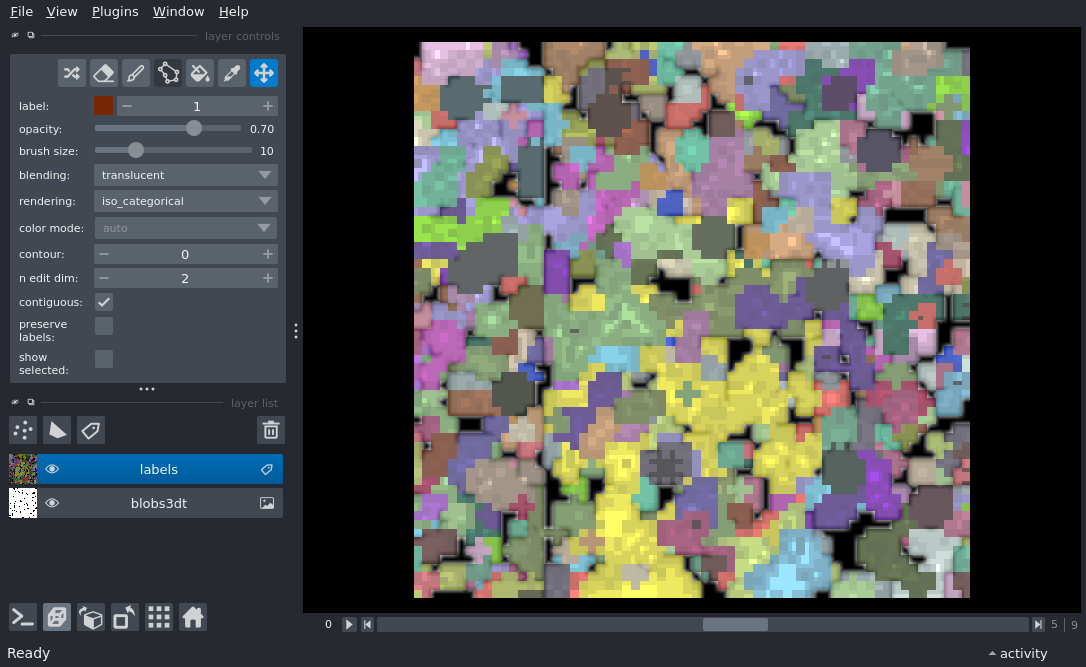 File View Plugins Window Help
layer controls
label: 1
opacity: 0.70
brush size: 10
blending: translucent
rendering: iso_categorical
color mode: auto
contour: 0
n edit dim: 2
contiguous:
preserve
labels:
show
selected:
layer list
labels
blobs3dt
0 5 9
Ready activity